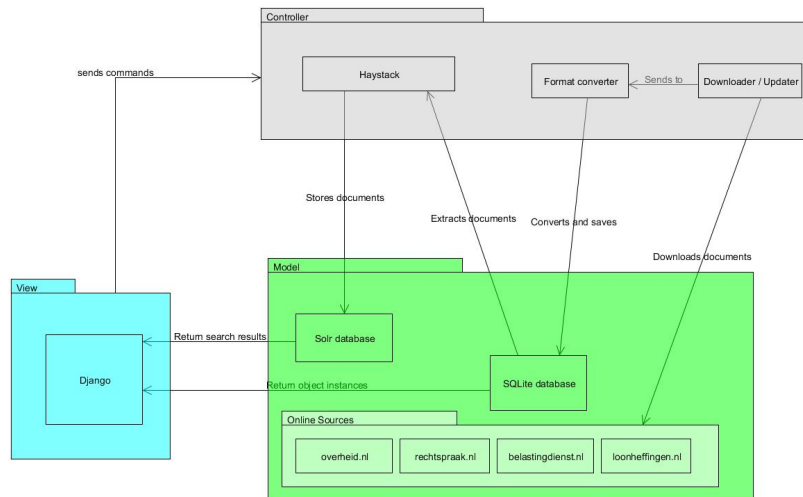 Controller
sends commands
Haystack
Format converter
Sends to
Downloader / Updater
Stores documents
Extracts documents
Converts and saves
Downloads documents
Model
View
Return search results
Solr database
Django
Return object instances
SQLite database
Online Sources
overheid.nl
rechtspraak.nl
belastingdienst.nl
loonheffingen.nl